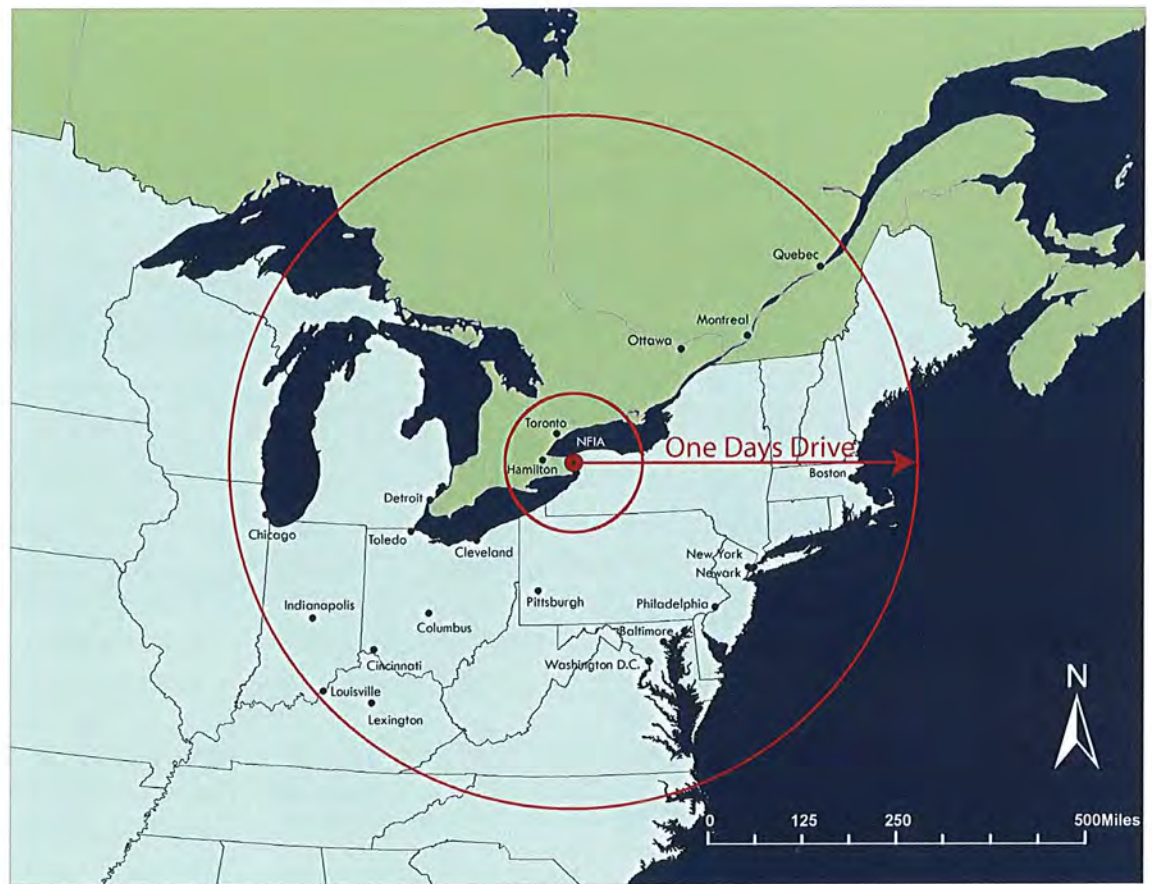 Quebec
Montreal
Ottawa
Toronto
NFIA
Hamilton
One Days Drive
Boston
Detroit
Chicago
Toledo
Cleveland
New York
Newark
Indianapolis
Pittsburgh
Philadelphia
Columbus
Baltimore
Cincinnati
Washington D.C.
Louisville
Lexington
N
0 125 250 500Miles